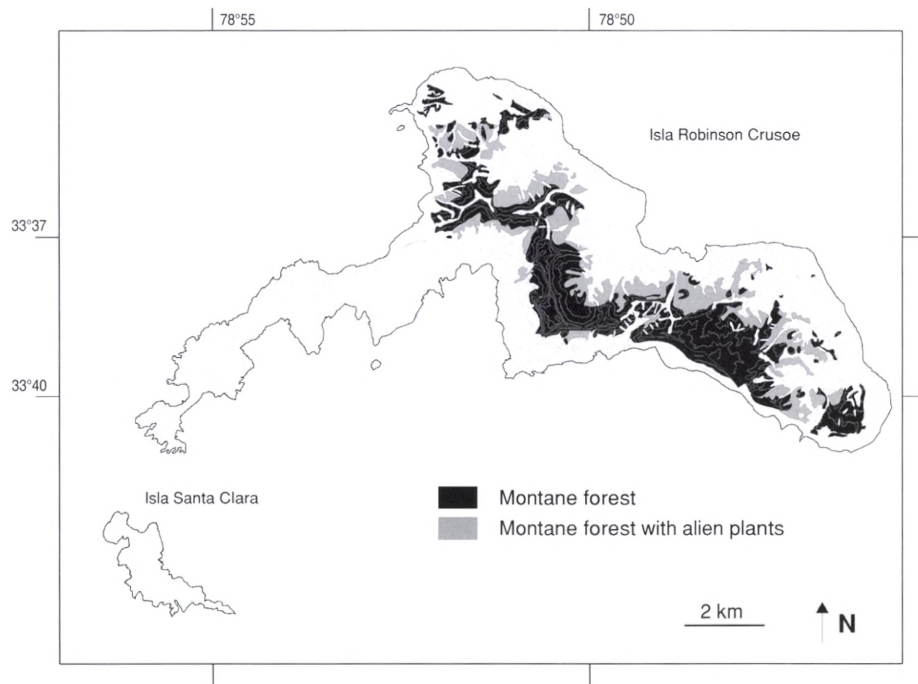 78°55
78°50
Isla Robinson Crusoe
33°37
33°40
Isla Santa Clara
Montane forest
Montane forest with alien plants
2 km
N